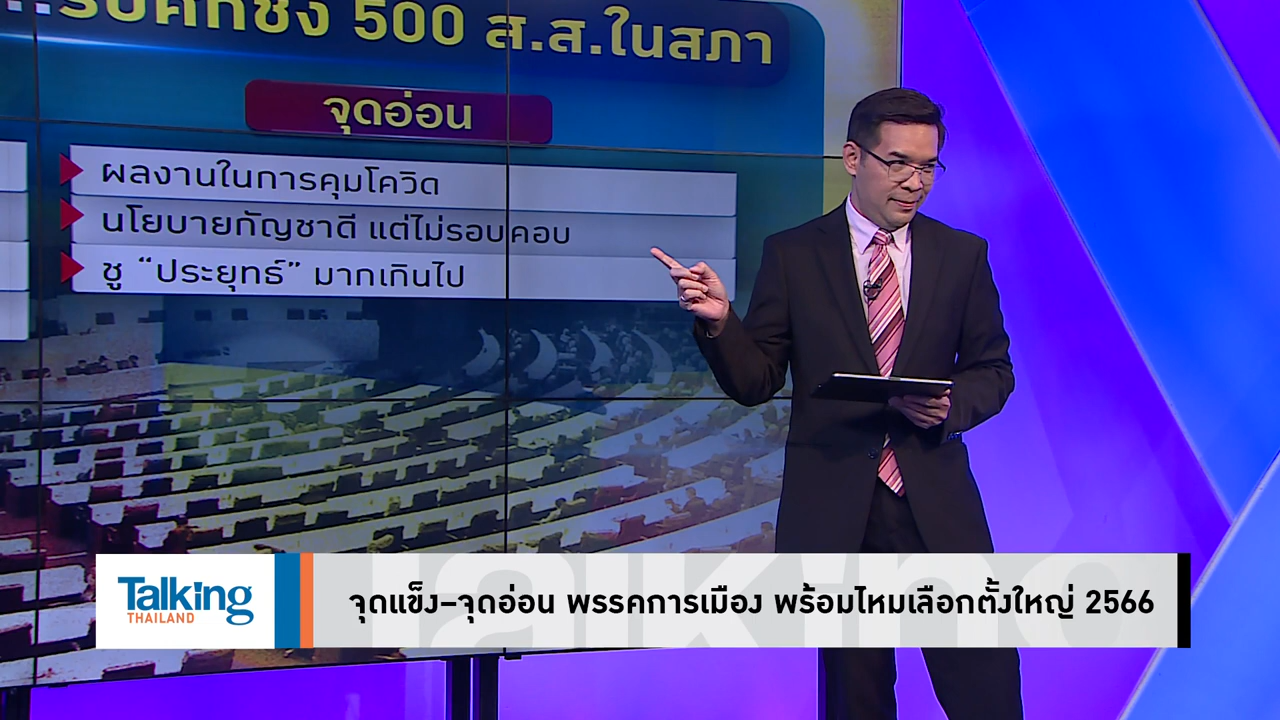 500 ส.ส.ในสภา
จุดอ่อน
ผลงานในการคุมโควิด
นโยบายกัญชาดี แต่ไม่รอบคอบ
ชู “ประยุทธ์” มากเกินไป
Talking
THAILAND
จุดแข็ง-จุดอ่อน พรรคการเมือง พร้อมไหมเลือกตั้งใหญ่ 2566